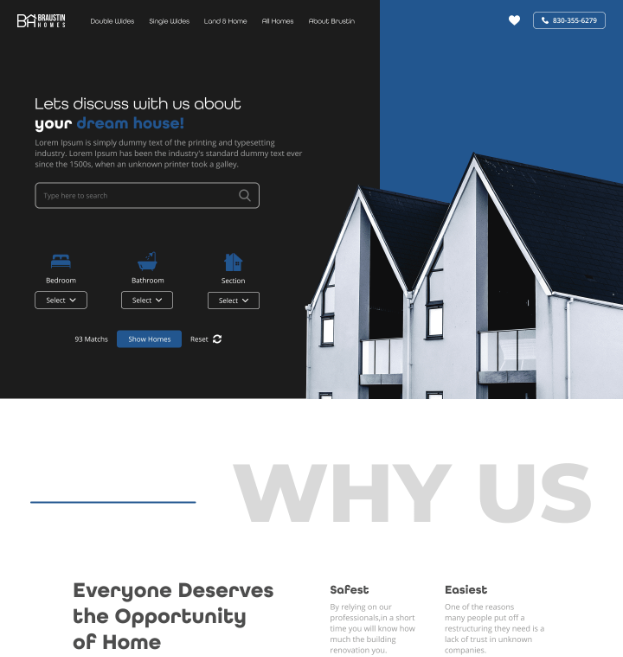 BA BRAUSTIN HOMES
Double Wides Single Wides Land & Home All Homes About Brustin
830-355-6279
Lets discuss with us about
your dream house!
Lorem Ipsum is simply dummy text of the printing and typesetting
industry. Lorem Ipsum has been the industry's standard dummy text ever
since the 1500s, when an unknown printer took a galley.
Type here to search
Bedroom Bathroom Section
Select Select Select
93 Matchs Show Homes Reset
WHY US
Everyone Deserves
the Opportunity
of Home
Safest
By relying on our
professionals,in a short
time you will know how
much the building
renovation you.
Easiest
One of the reasons
many people put off a
restructuring they need is a
lack of trust in unknown
companies.